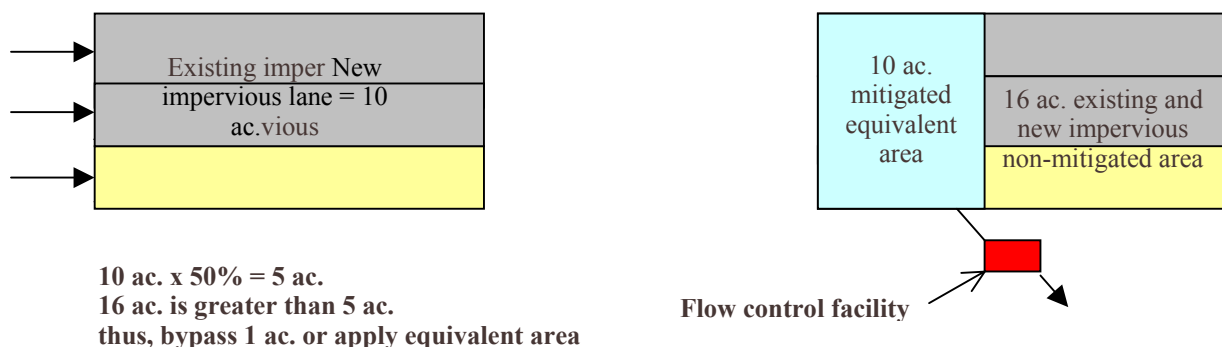 Existing imper New
impervious lane = 10
ac.vious
10 ac. x 50% = 5 ac.
16 ac. is greater than 5 ac.
thus, bypass 1 ac. or apply equivalent area
10 ac.
mitigated
equivalent
area
16 ac. existing and
new impervious
non-mitigated area
Flow control facility